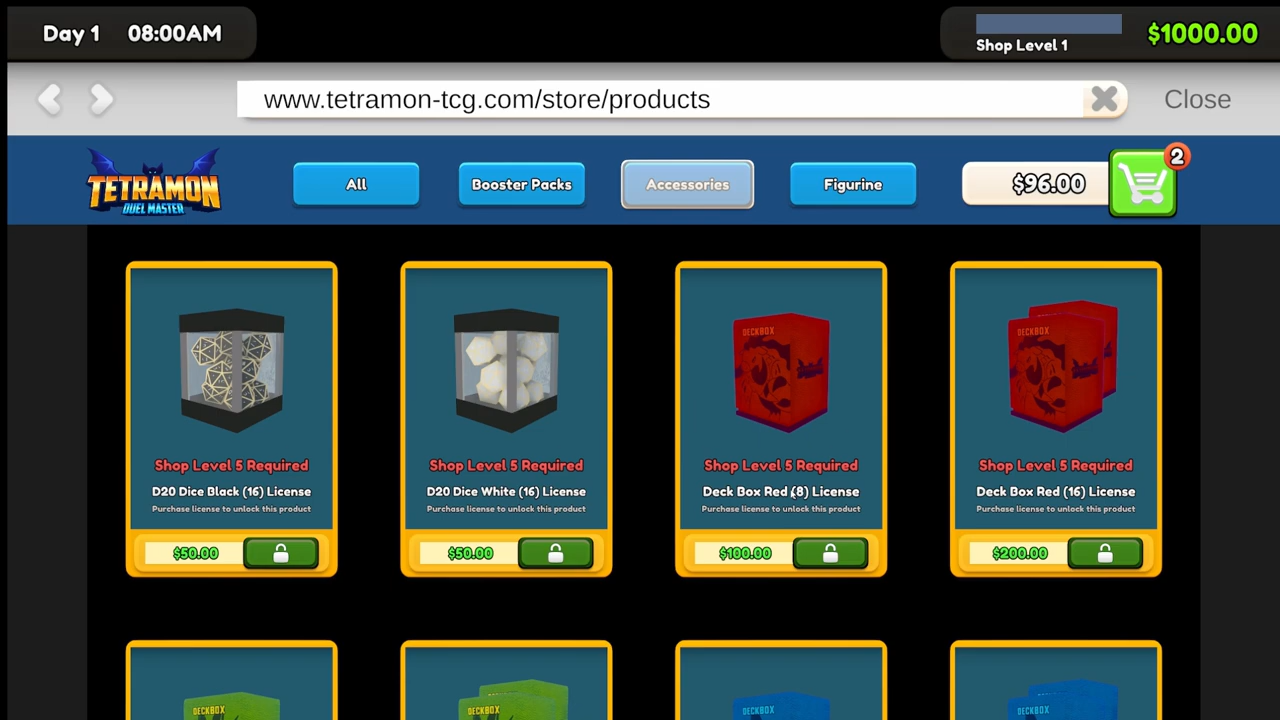 Day 1 08:00AM
Shop Level 1
$1000.00
www.tetramon-tcg.com/store/products
Close
TETRAMON
DUEL MASTER
All
Booster Packs
Accessories
Figurine
$96.00
2
DECKBOX
DECKBOX
Shop Level 5 Required
Shop Level 5 Required
Shop Level 5 Required
Shop Level 5 Required
D20 Dice Black (16) License
D20 Dice White (16) License
Deck Box Red (8) License
Deck Box Red (16) License
Purchase license to unlock this product
Purchase license to unlock this product
Purchase license to unlock this product
Purchase license to unlock this product
$50.00
$50.00
$100.00
$200.00
DECKBOX
DECKBOX
DECKBOX
DECKBOX